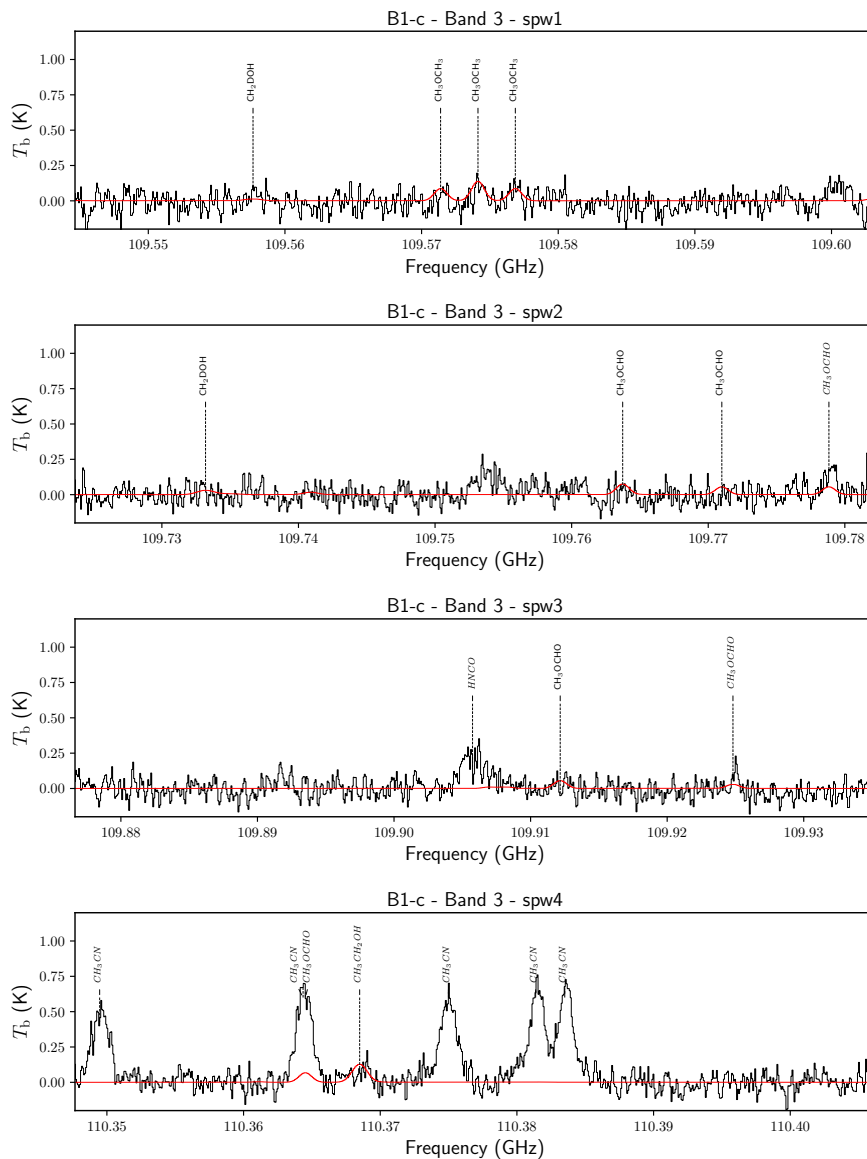 B1-c - Band 3 - spw1
CH₂DOH
CH₃OCH₃
CH₃OCH₃
CH₃OCH₃
1.00
0.75
0.50
0.25
0.00
T_b (K)
109.55 109.56 109.57 109.58 109.59 109.60
Frequency (GHz)
B1-c - Band 3 - spw2
CH₂DOH
CH₃OCHO
CH₃OCHO
CH₃OCHO
1.00
0.75
0.50
0.25
0.00
T_b (K)
109.73 109.74 109.75 109.76 109.77 109.78
Frequency (GHz)
B1-c - Band 3 - spw3
HNCO
CH₃OCHO
CH₃OCHO
1.00
0.75
0.50
0.25
0.00
T_b (K)
109.88 109.89 109.90 109.91 109.92 109.93
Frequency (GHz)
B1-c - Band 3 - spw4
CH₃CN
CH₃CN
CH₃OCHO
CH₃CH₂OH
CH₃CN
CH₃CN
CH₃CN
1.00
0.75
0.50
0.25
0.00
T_b (K)
110.35 110.36 110.37 110.38 110.39 110.40
Frequency (GHz)